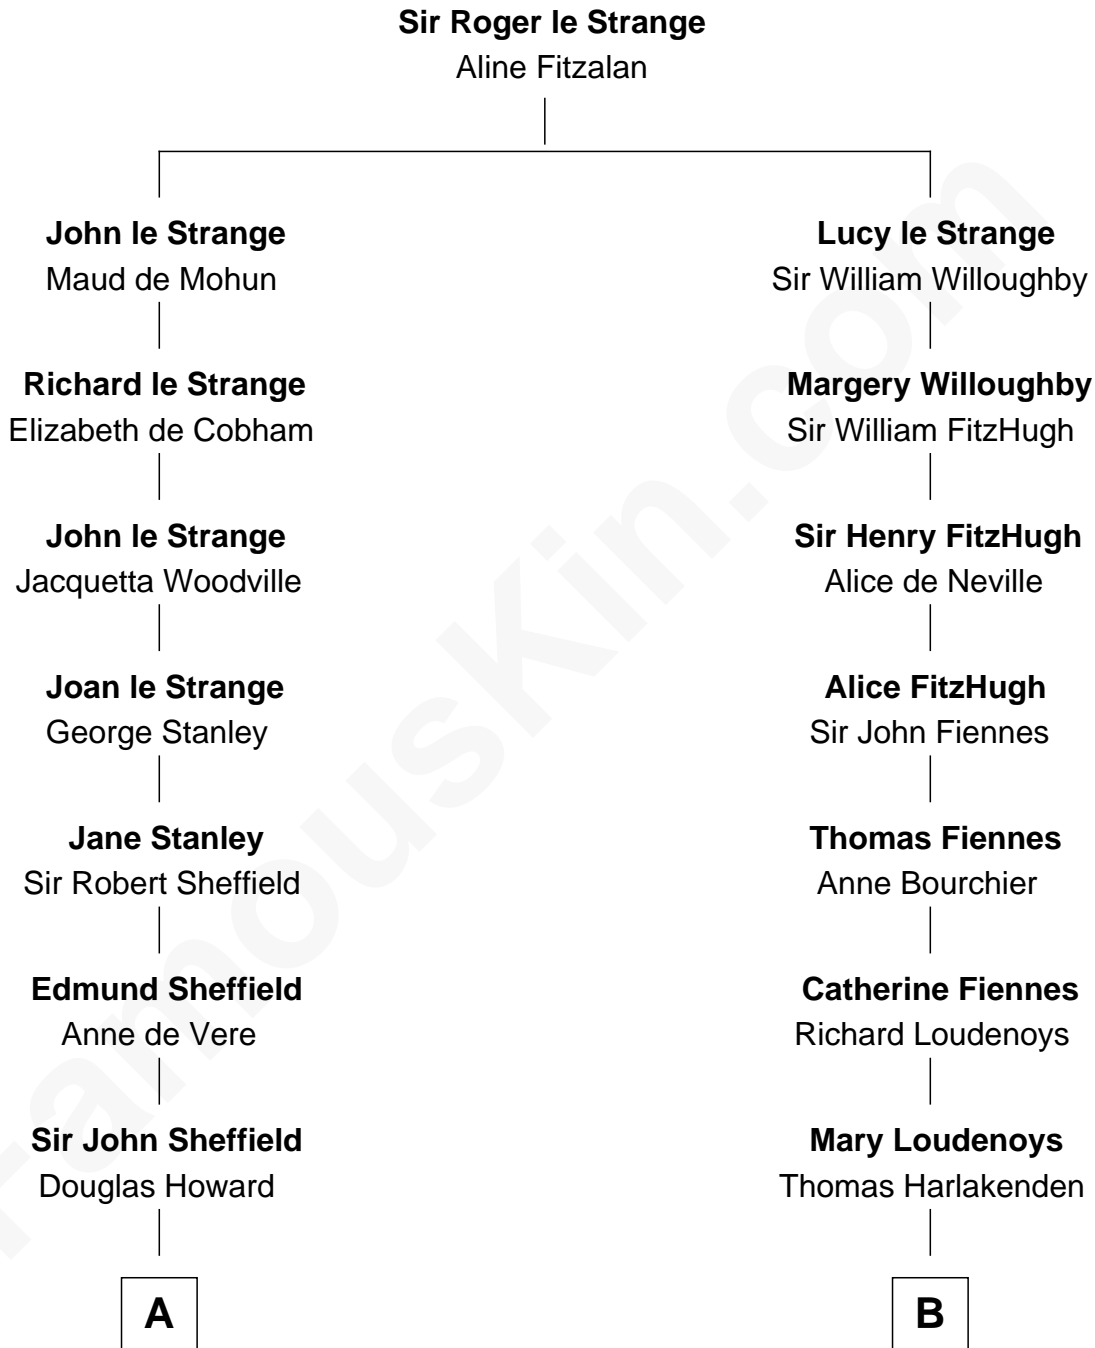 Sir Roger le Strange
Aline Fitzalan
John le Strange
Maud de Mohun
Lucy le Strange
Sir William Willoughby
Richard le Strange
Elizabeth de Cobham
Margery Willoughby
Sir William FitzHugh
John le Strange
Jacquetta Woodville
Sir Henry FitzHugh
Alice de Neville
Joan le Strange
George Stanley
Alice FitzHugh
Sir John Fiennes
Jane Stanley
Sir Robert Sheffield
Thomas Fiennes
Anne Bourchier
Edmund Sheffield
Anne de Vere
Catherine Fiennes
Richard Loudenoys
Sir John Sheffield
Douglas Howard
Mary Loudenoys
Thomas Harlakenden
A
B
FamousKin.com